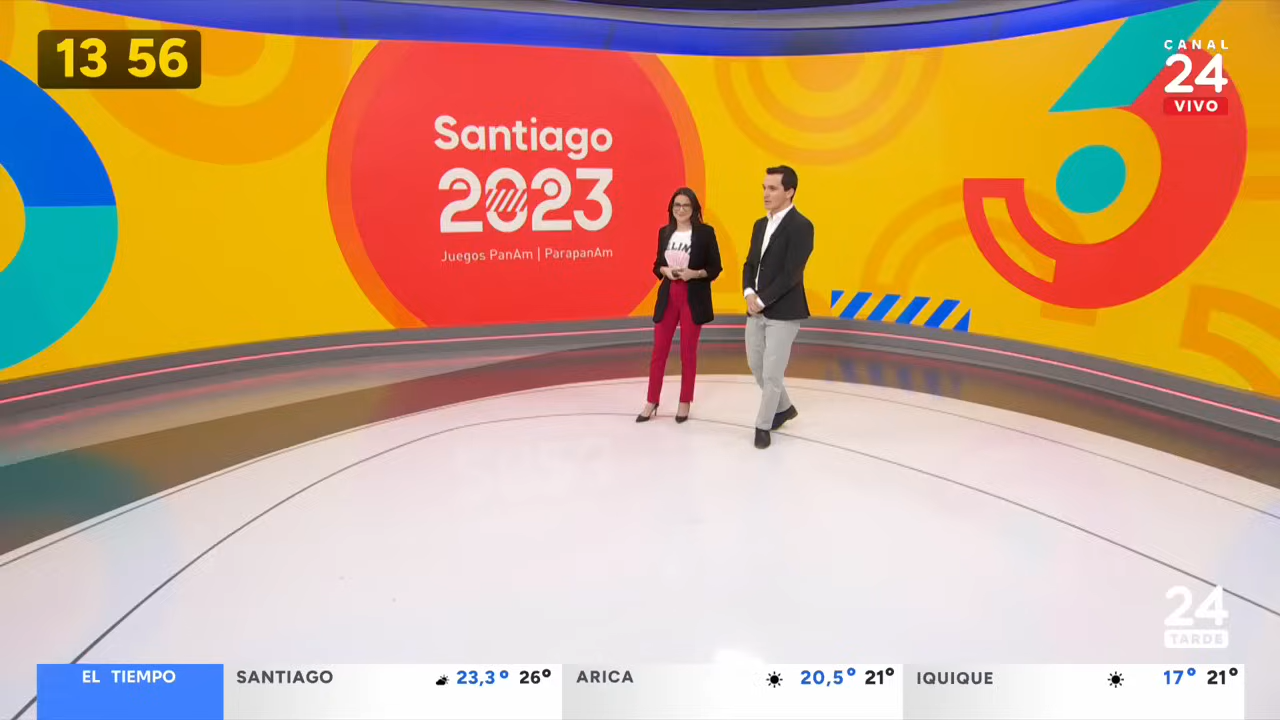 13 56
CANAL
24
VIVO
Santiago
2023
Juegos PanAm | ParapanAm
24
TARDE
EL TIEMPO
SANTIAGO 23,3° 26°
ARICA 20,5° 21°
IQUIQUE 17° 21°